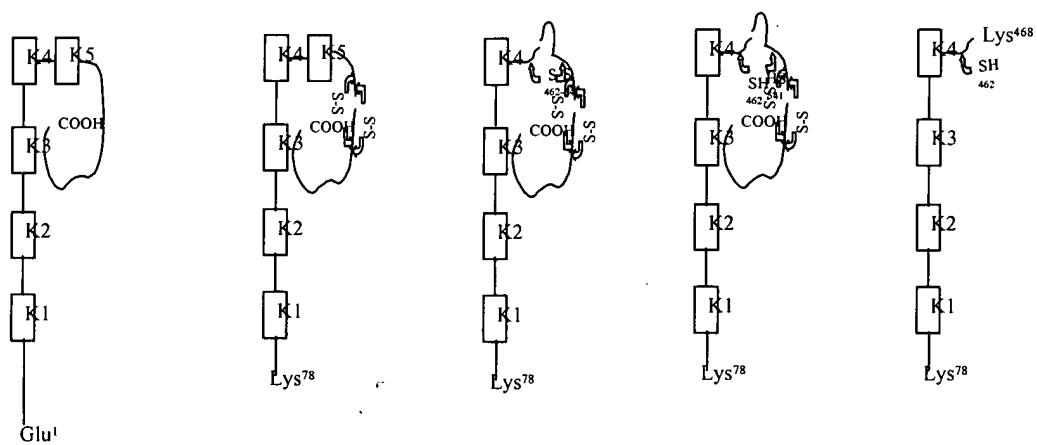 K4 K5
COOH
K3
K2
K1
Glu¹
K4 K5
S-S
COOH
S-S
K3
K2
K1
Lys⁷⁸
K4
462
S-S
COOH
S-S
K3
K2
K1
Lys⁷⁸
K4
SH
462
541
COOH
S-S
K3
K2
K1
Lys⁷⁸
K4
Lys⁴⁶⁸
SH
462
K3
K2
K1
Lys⁷⁸